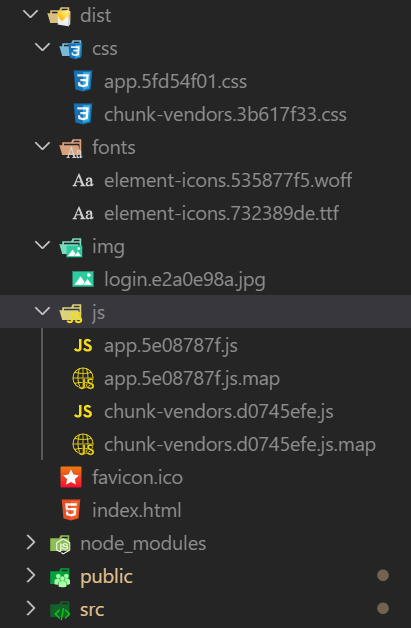 dist
css
app.5fd54f01.css
chunk-vendors.3b617f33.css
fonts
Aa element-icons.535877f5.woff
Aa element-icons.732389de.ttf
img
login.e2a0e98a.jpg
js
JS app.5e08787f.js
app.5e08787f.js.map
JS chunk-vendors.d0745efe.js
chunk-vendors.d0745efe.js.map
favicon.ico
index.html
node_modules
public
src